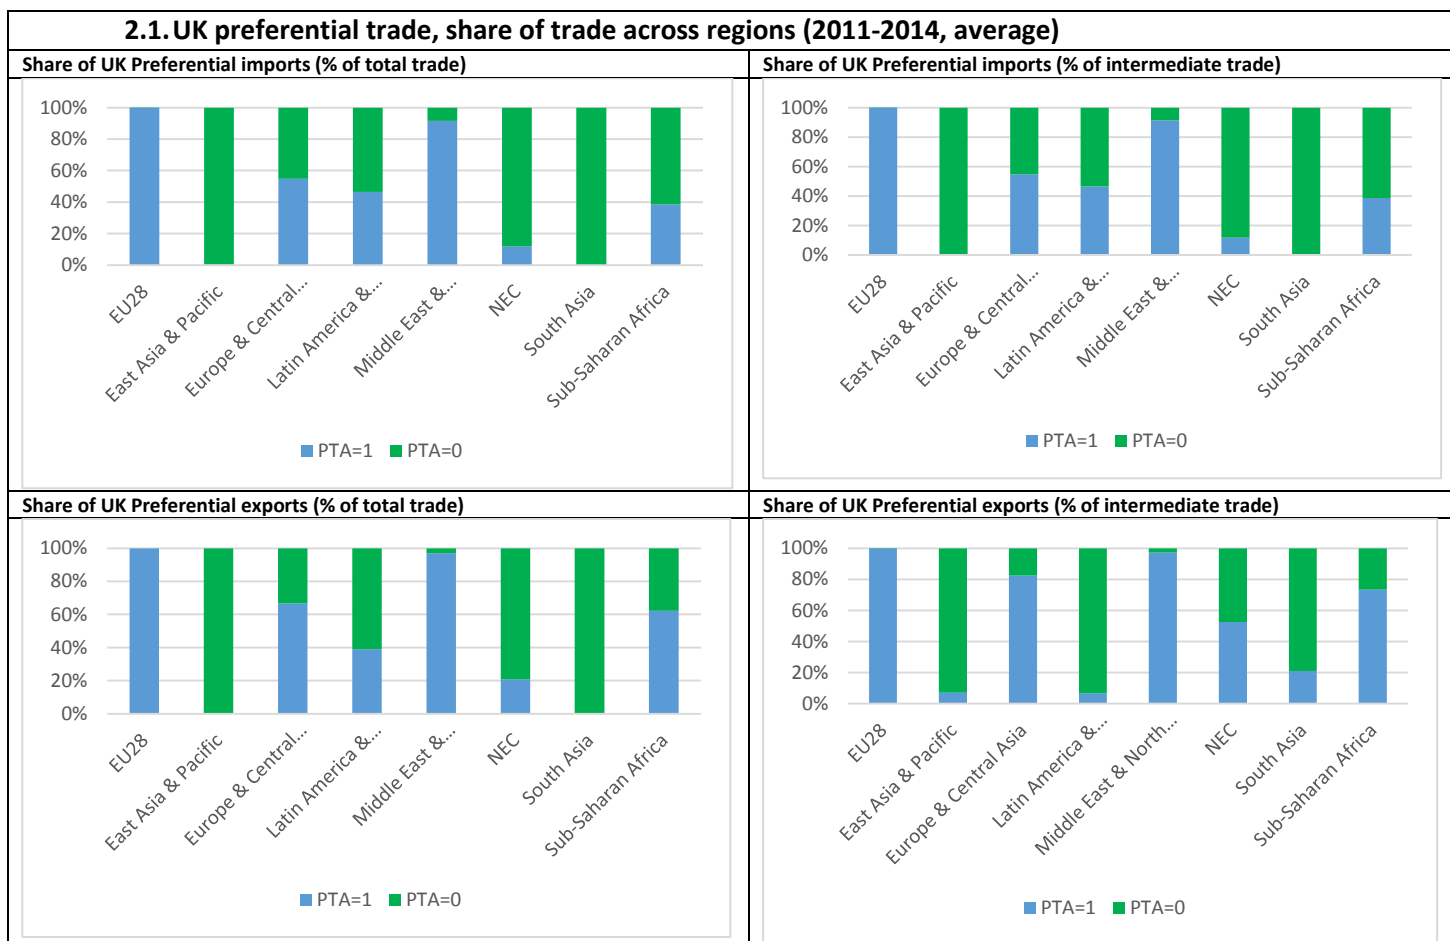 2.1. UK preferential trade, share of trade across regions (2011-2014, average)
Share of UK Preferential imports (% of total trade)
100%
80%
60%
40%
20%
0%
EU28
East Asia & Pacific
Europe & Central...
Latin America &...
Middle East &...
NEC
South Asia
Sub-Saharan Africa
PTA=1 PTA=0
Share of UK Preferential imports (% of intermediate trade)
100%
80%
60%
40%
20%
0%
EU28
East Asia & Pacific
Europe & Central...
Latin America &...
Middle East &...
NEC
South Asia
Sub-Saharan Africa
PTA=1 PTA=0
Share of UK Preferential exports (% of total trade)
100%
80%
60%
40%
20%
0%
EU28
East Asia & Pacific
Europe & Central...
Latin America &...
Middle East &...
NEC
South Asia
Sub-Saharan Africa
PTA=1 PTA=0
Share of UK Preferential exports (% of intermediate trade)
100%
80%
60%
40%
20%
0%
EU28
East Asia & Pacific
Europe & Central Asia
Latin America &...
Middle East & North...
NEC
South Asia
Sub-Saharan Africa
PTA=1 PTA=0